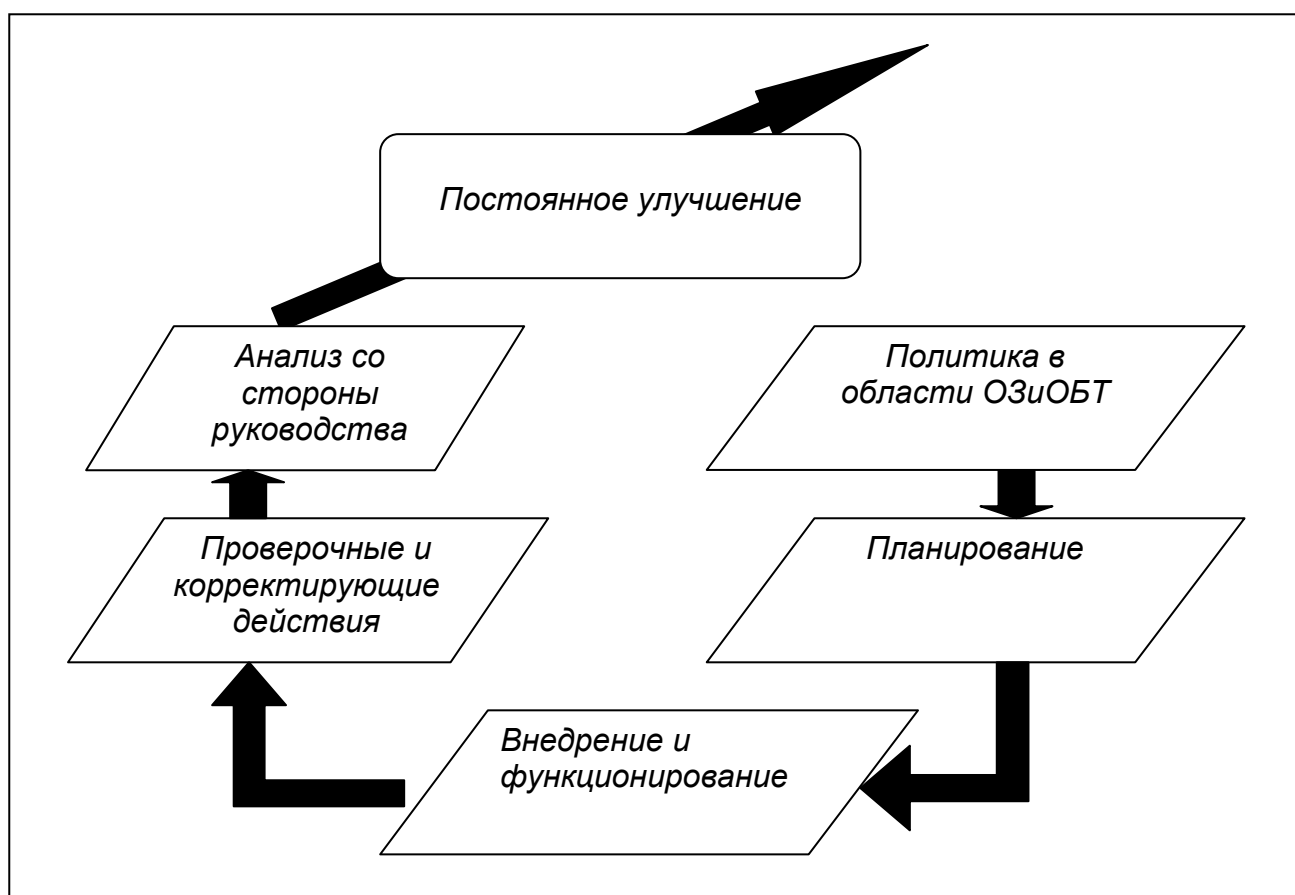 Постоянное улучшение
Анализ со
стороны
руководства
Политика в
области ОЗиОБТ
Проверочные и
корректирующие
действия
Планирование
Внедрение и
функционирование